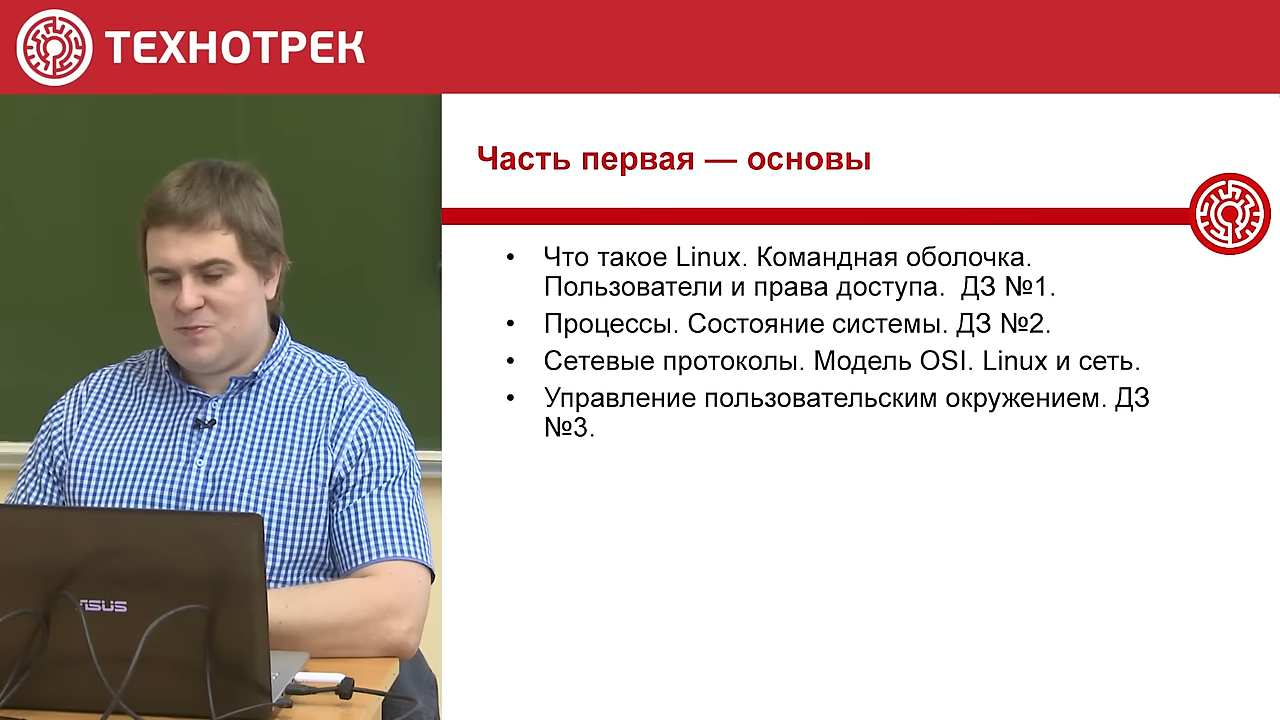 ТЕХНОТРЕК
Часть первая — основы
• Что такое Linux. Командная оболочка.
Пользователи и права доступа.  ДЗ №1.
• Процессы. Состояние системы. ДЗ №2.
• Сетевые протоколы. Модель OSI. Linux и сеть.
• Управление пользовательским окружением. ДЗ
№3.
ASUS